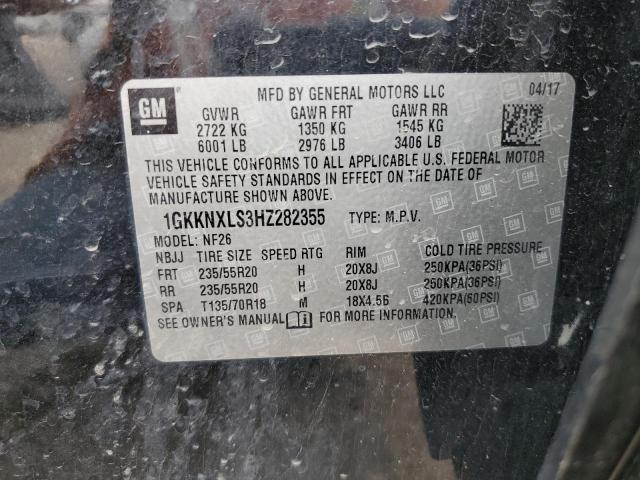 GM
MFD BY GENERAL MOTORS LLC 04/17
GVWR GAWR FRT GAWR RR
2722 KG 1350 KG 1545 KG
6001 LB 2976 LB 3406 LB
THIS VEHICLE CONFORMS TO ALL APPLICABLE U.S. FEDERAL MOTOR
VEHICLE SAFETY STANDARDS IN EFFECT ON THE DATE OF
MANUFACTURE SHOWN ABOVE.
1GKKNXLS3HZ282355 TYPE: M.P.V.
MODEL: NF26
NBJJ TIRE SIZE SPEED RTG RIM COLD TIRE PRESSURE
FRT 235/55R20 H 20X8J 250KPA(36PSI)
RR 235/55R20 H 20X8J 250KPA(36PSI)
SPA T135/70R18 M 18X4.5B 420KPA(60PSI)
SEE OWNER'S MANUAL FOR MORE INFORMATION.